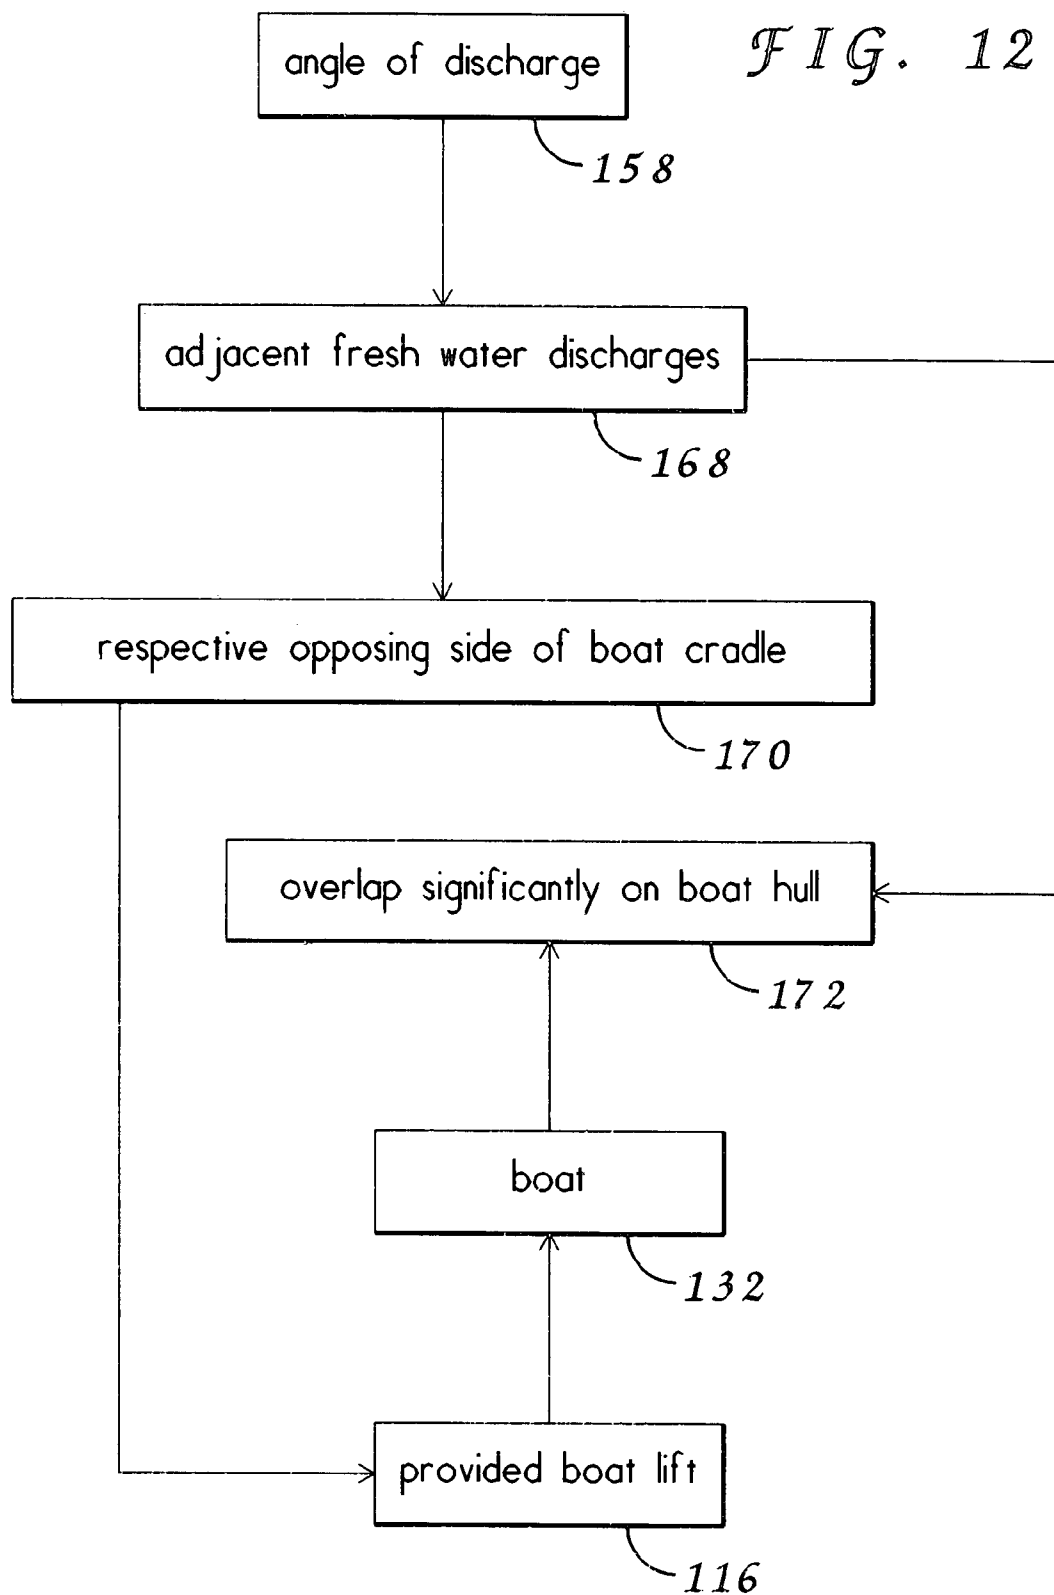 FIG. 12
angle of discharge
158
adjacent fresh water discharges
168
respective opposing side of boat cradle
170
overlap significantly on boat hull
172
boat
132
provided boat lift
116